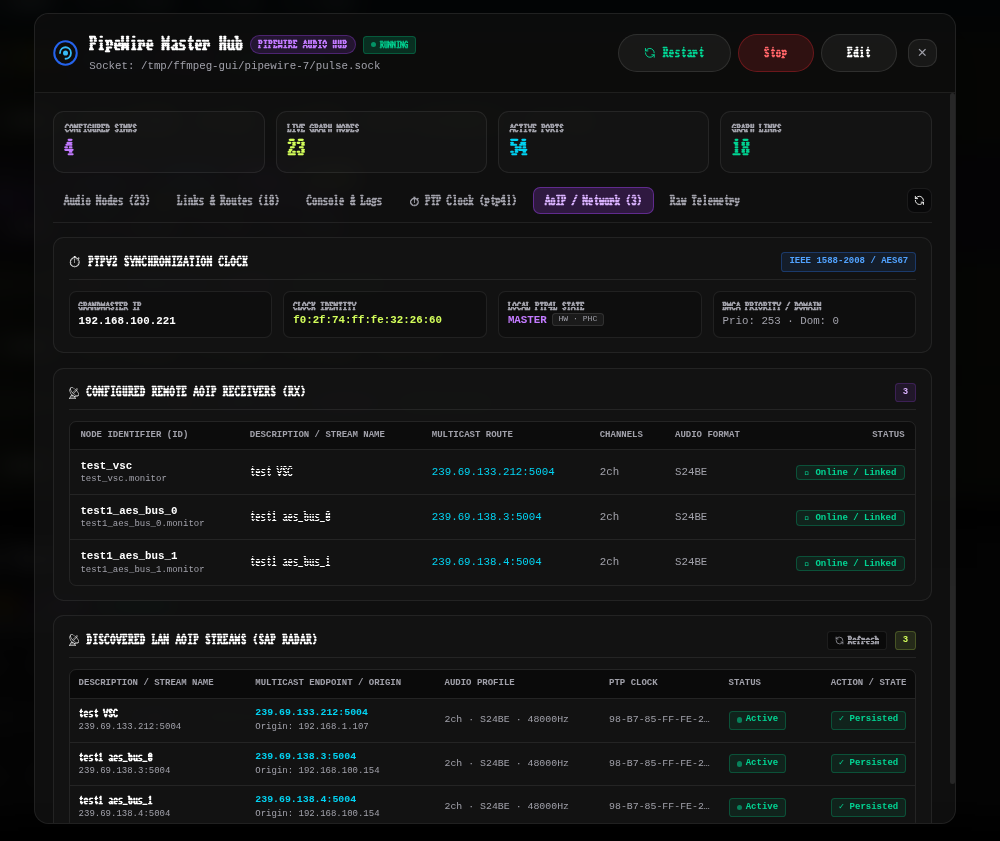 PipeWire Master Hub PIPEWIRE AUDIO HUB RUNNING
Socket: /tmp/ffmpeg-gui/pipewire-7/pulse.sock
Restart Stop Edit ✕
CONFIGURED SINKS
4
LIVE GRAPH NODES
23
ACTIVE PORTS
54
GRAPH LINKS
18
Audio Nodes (23) Links & Routes (18) Console & Logs PTP Clock (ptp4l) AoIP / Network (3) Raw Telemetry
PTPV2 SYNCHRONIZATION CLOCK IEEE 1588-2008 / AES67
GRANDMASTER IP
192.168.100.221
CLOCK IDENTITY
f0:2f:74:ff:fe:32:26:60
LOCAL PTP4L STATE
MASTER HW · PHC
BMCA PRIORITY / DOMAIN
Prio: 253 · Dom: 0
CONFIGURED REMOTE AOIP RECEIVERS (RX) 3
NODE IDENTIFIER (ID) DESCRIPTION / STREAM NAME MULTICAST ROUTE CHANNELS AUDIO FORMAT STATUS
test_vsc test VSC 239.69.133.212:5004 2ch S24BE Online / Linked
test_vsc.monitor
test1_aes_bus_0 test1 aes_bus_0 239.69.138.3:5004 2ch S24BE Online / Linked
test1_aes_bus_0.monitor
test1_aes_bus_1 test1 aes_bus_1 239.69.138.4:5004 2ch S24BE Online / Linked
test1_aes_bus_1.monitor
DISCOVERED LAN AOIP STREAMS (SAP RADAR) Refresh 3
DESCRIPTION / STREAM NAME MULTICAST ENDPOINT / ORIGIN AUDIO PROFILE PTP CLOCK STATUS ACTION / STATE
test VSC 239.69.133.212:5004 2ch · S24BE · 48000Hz 98-B7-85-FF-FE-2… Active ✓ Persisted
239.69.133.212:5004 Origin: 192.168.1.107
test1 aes_bus_0 239.69.138.3:5004 2ch · S24BE · 48000Hz 98-B7-85-FF-FE-2… Active ✓ Persisted
239.69.138.3:5004 Origin: 192.168.100.154
test1 aes_bus_1 239.69.138.4:5004 2ch · S24BE · 48000Hz 98-B7-85-FF-FE-2… Active ✓ Persisted
239.69.138.4:5004 Origin: 192.168.100.154